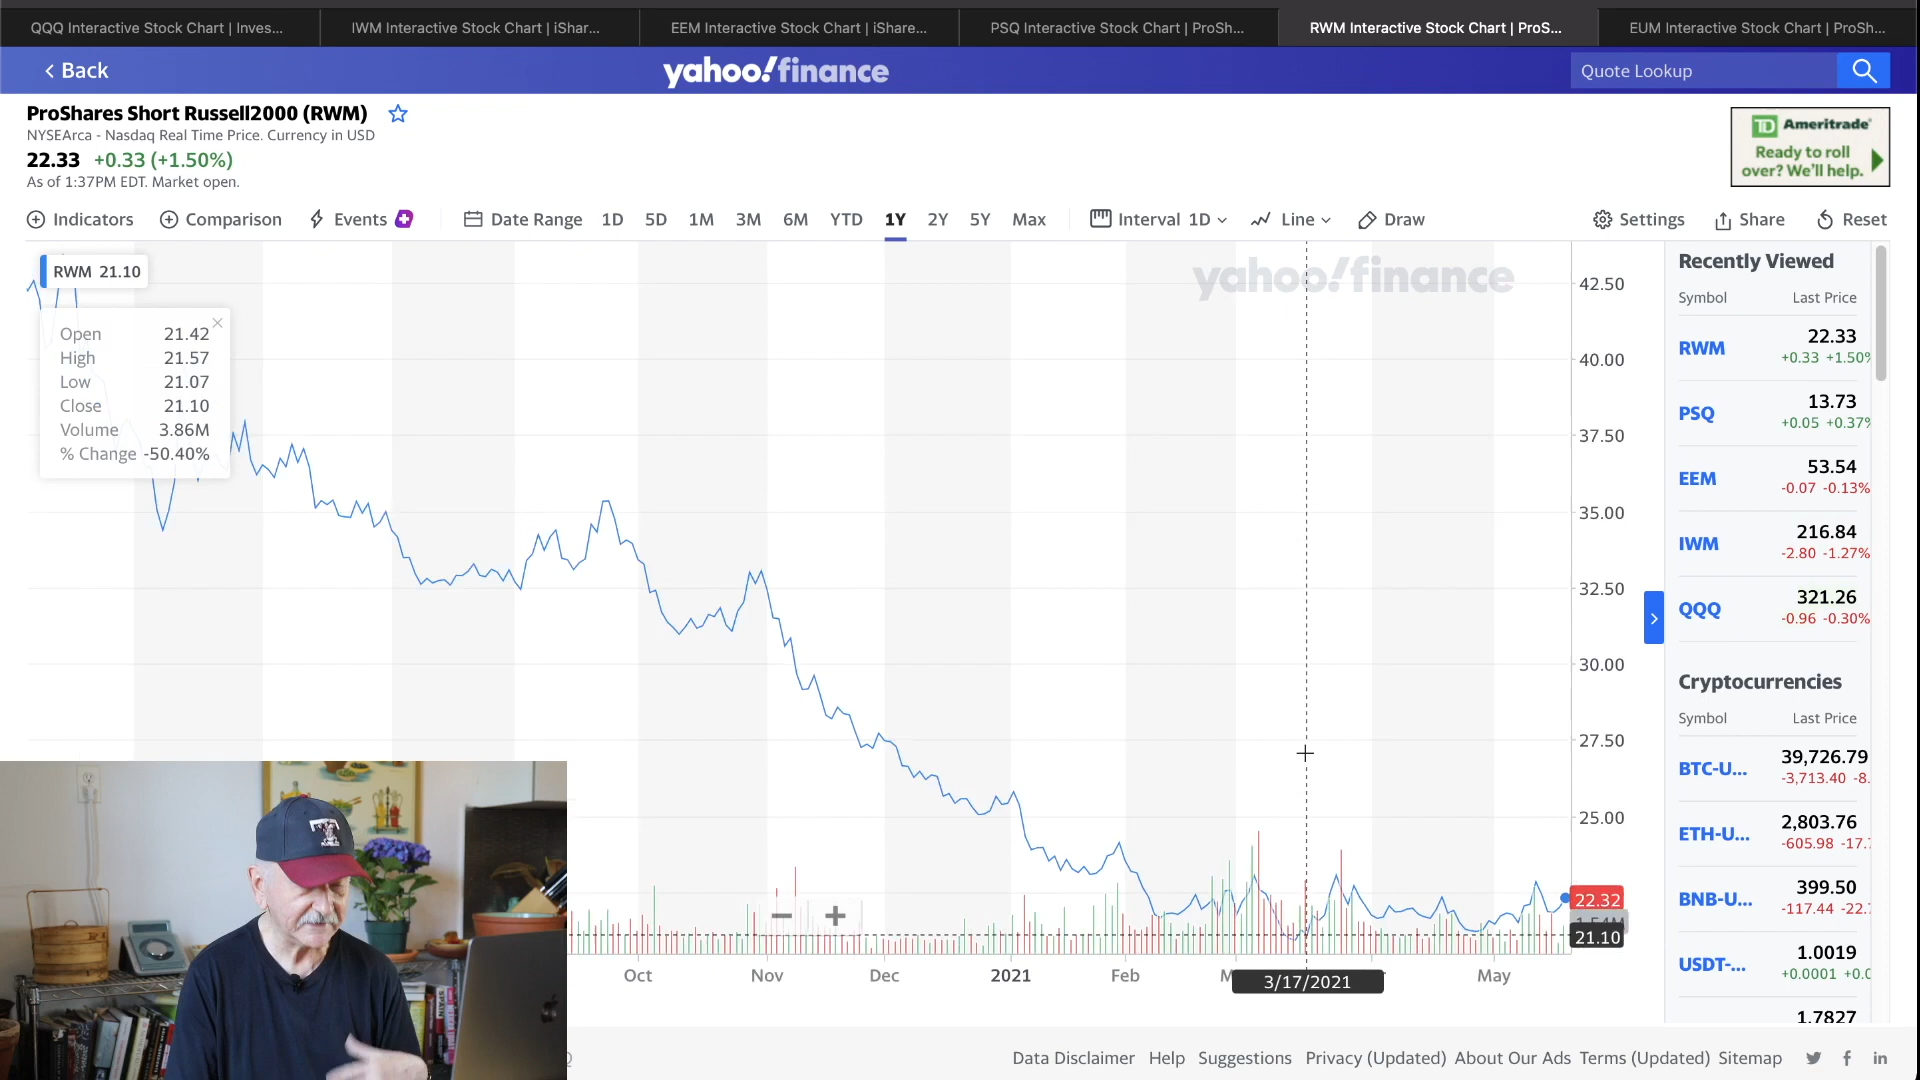 QQQ Interactive Stock Chart | Inves...
IWM Interactive Stock Chart | iShar...
EEM Interactive Stock Chart | iShare...
PSQ Interactive Stock Chart | ProSh...
RWM Interactive Stock Chart | ProS...
EUM Interactive Stock Chart | ProSh...
Back
yahoo!finance
Quote Lookup
ProShares Short Russell2000 (RWM)
NYSEArca - Nasdaq Real Time Price. Currency in USD
22.33 +0.33 (+1.50%)
As of 1:37PM EDT. Market open.
TD Ameritrade
Ready to roll
over? We'll help.
Indicators Comparison Events Date Range 1D 5D 1M 3M 6M YTD 1Y 2Y 5Y Max Interval 1D Line Draw Settings Share Reset
RWM 21.10
Open 21.42
High 21.57
Low 21.07
Close 21.10
Volume 3.86M
% Change -50.40%
yahoo!finance
42.50
40.00
37.50
35.00
32.50
30.00
27.50
25.00
22.32
1.54M
21.10
Oct Nov Dec 2021 Feb M 3/17/2021 May
Recently Viewed
Symbol Last Price
RWM 22.33
+0.33 +1.50%
PSQ 13.73
+0.05 +0.37%
EEM 53.54
-0.07 -0.13%
IWM 216.84
-2.80 -1.27%
QQQ 321.26
-0.96 -0.30%
Cryptocurrencies
Symbol Last Price
BTC-U... 39,726.79
-3,713.40 -8.
ETH-U... 2,803.76
-605.98 -17.7
BNB-U... 399.50
-117.44 -22.7
USDT-... 1.0019
+0.0001 +0.0
1.7827
Data Disclaimer Help Suggestions Privacy (Updated) About Our Ads Terms (Updated) Sitemap